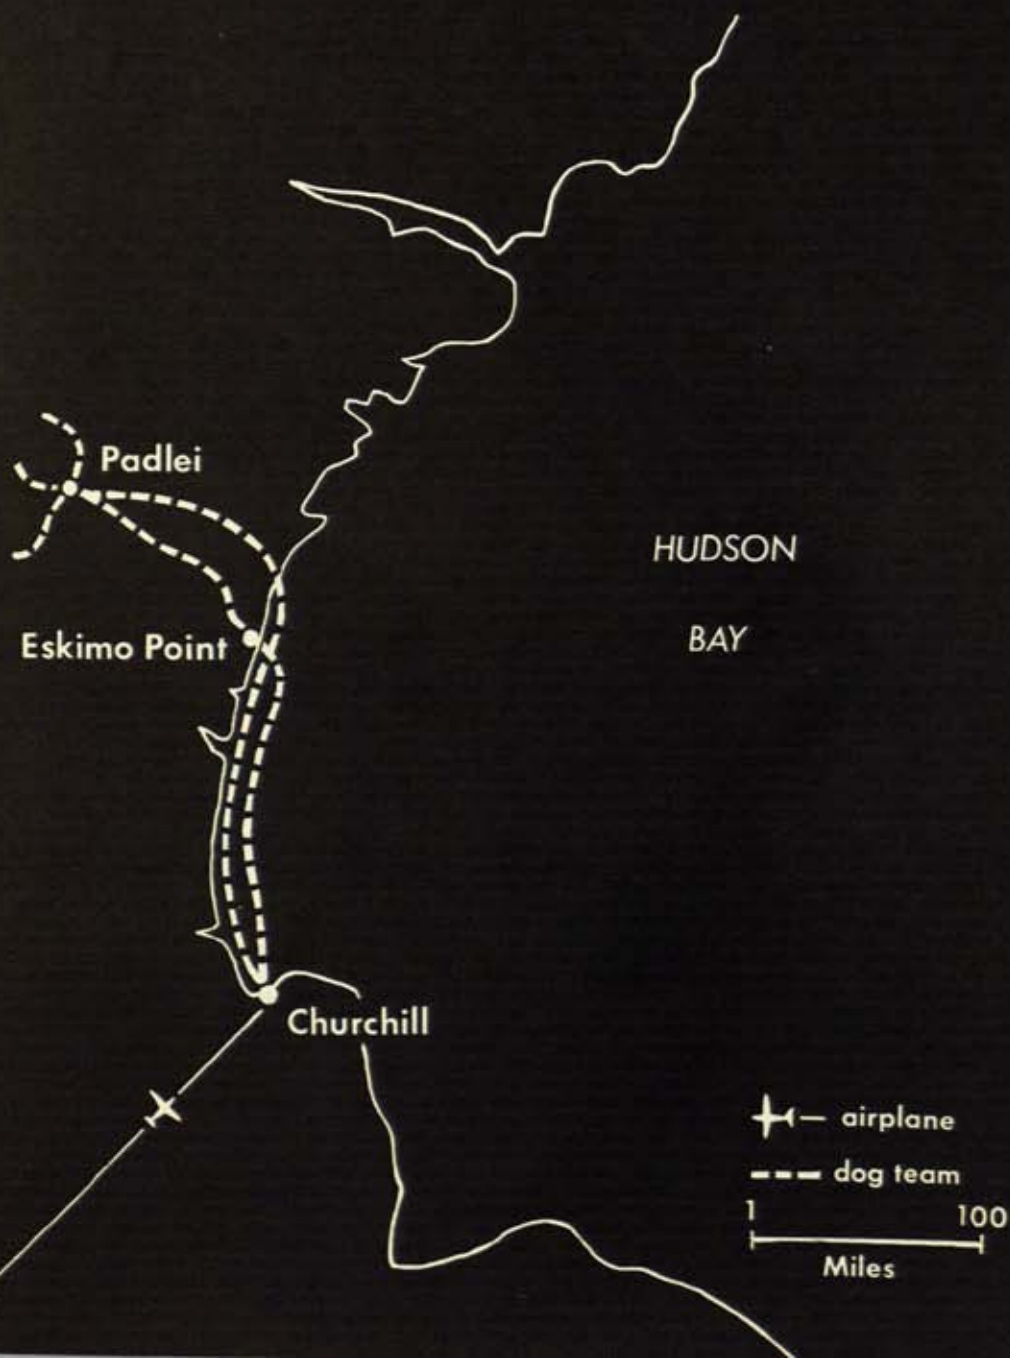 Padlei
HUDSON
BAY
Eskimo Point
Churchill
airplane
dog team
1 100
Miles